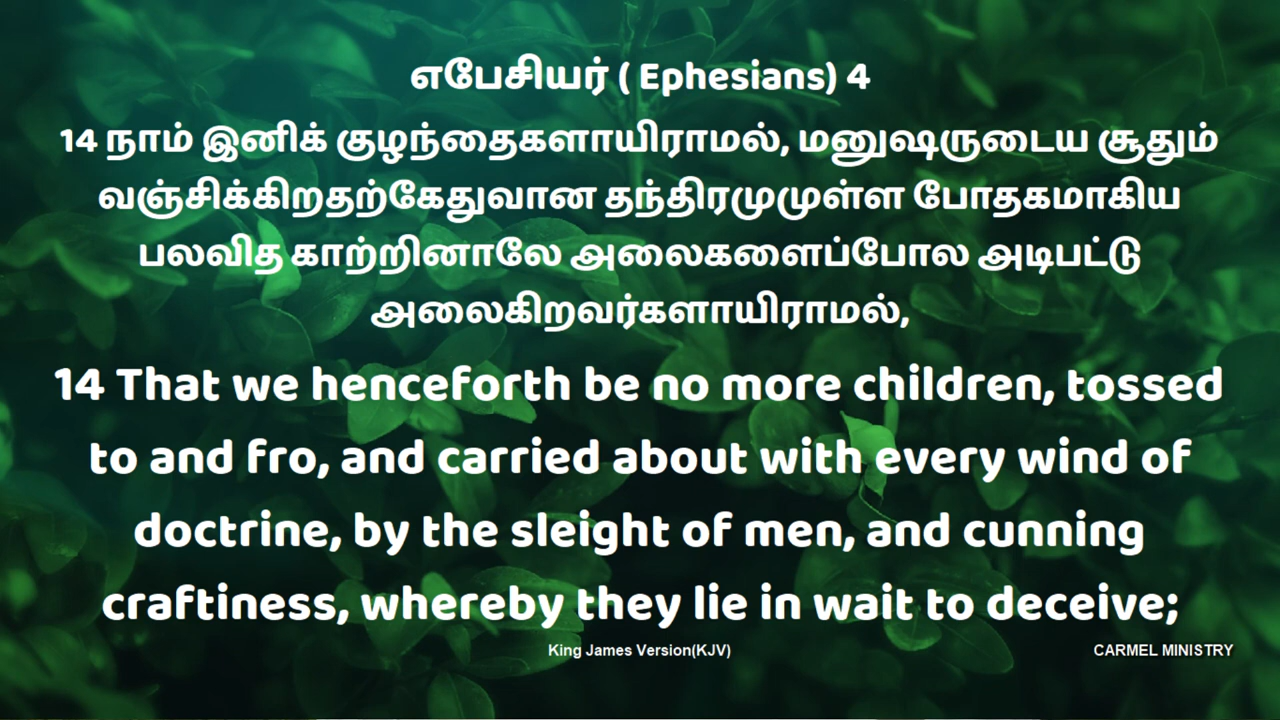 எபேசியர் ( Ephesians) 4
14 நாம் இனிக் குழந்தைகளாயிராமல், மனுஷருடைய சூதும்
வஞ்சிக்கிறதற்கேதுவான தந்திரமுமுள்ள போதகமாகிய
பலவித காற்றினாலே அலைகளைப்போல அடிபட்டு
அலைகிறவர்களாயிராமல்,
14 That we henceforth be no more children, tossed
to and fro, and carried about with every wind of
doctrine, by the sleight of men, and cunning
craftiness, whereby they lie in wait to deceive;
King James Version(KJV)
CARMEL MINISTRY